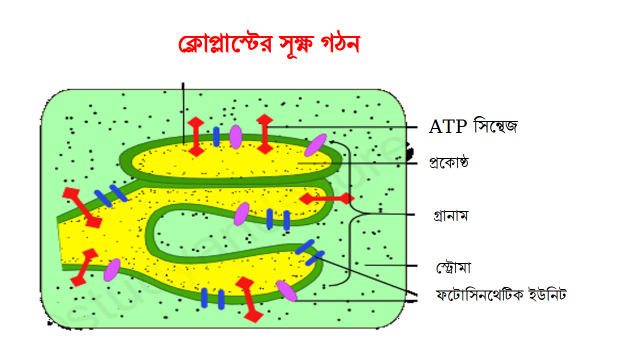 ক্লোপ্লাস্টের সূক্ষ্ম গঠন
ATP সিন্থেজ
প্রকোষ্ঠ
গ্রানাম
স্ট্রোমা
ফটোসিনথেটিক ইউনিট